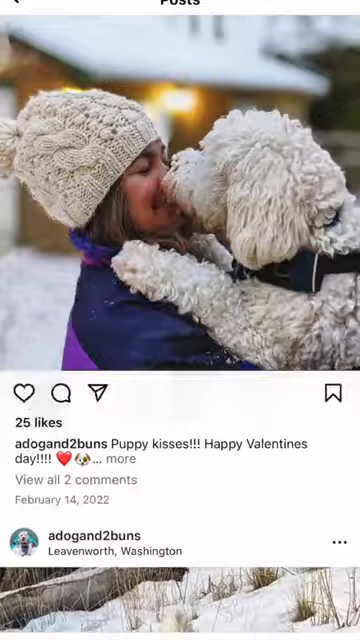 Posts
25 likes
adogand2buns Puppy kisses!!! Happy Valentines
day!!!! ❤️🐶... more
View all 2 comments
February 14, 2022
adogand2buns
Leavenworth, Washington